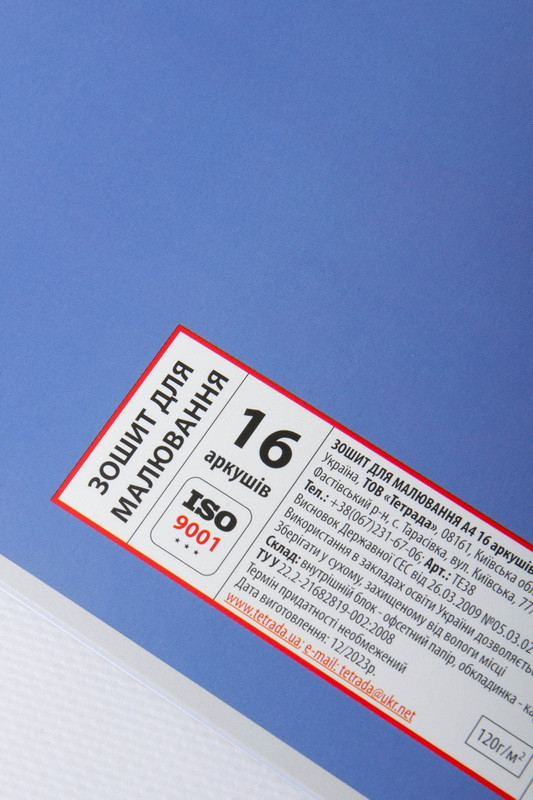 ЗОШИТ ДЛЯ
МАЛЮВАННЯ
16
аркушів
ISO
9001
ЗОШИТ ДЛЯ МАЛЮВАННЯ А4 16 аркушів
Україна, ТОВ «Тетрада», 08161, Київська
Фастівський р-н, с. Тарасівка, вул. Київська,
Тел.: +38(067)231-67-06; Арт.: ТЕ38
Висновок Державної СЕС від 26.03.2009 №05.03.02
Використання в закладах освіти України
Зберігати у сухому, захищеному від вологи місці
Склад: внутрішній блок - офсетний папір, обкладинка -
ТУ У 22.2-21682819-002:2008
Термін придатності необмежений
Дата виготовлення: 12/2023р.
www.tetrada.ua; e-mail: tetrada@ukr.net
120г/м²